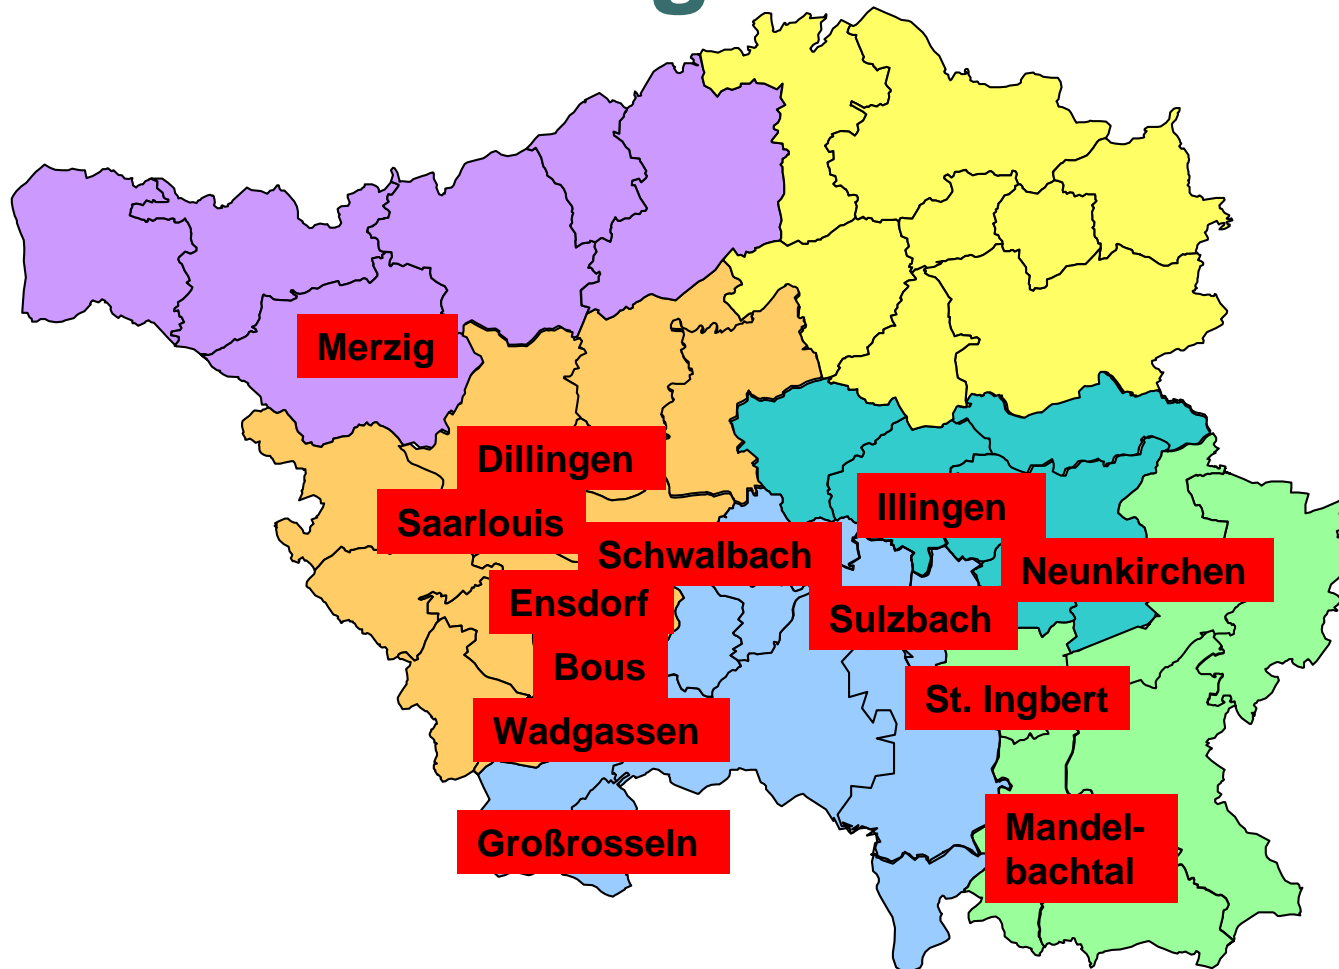 Merzig
Dillingen
Saarlouis
Illingen
Schwalbach
Neunkirchen
Ensdorf
Sulzbach
Bous
St. Ingbert
Wadgassen
Großrosseln
Mandel-
bachtal